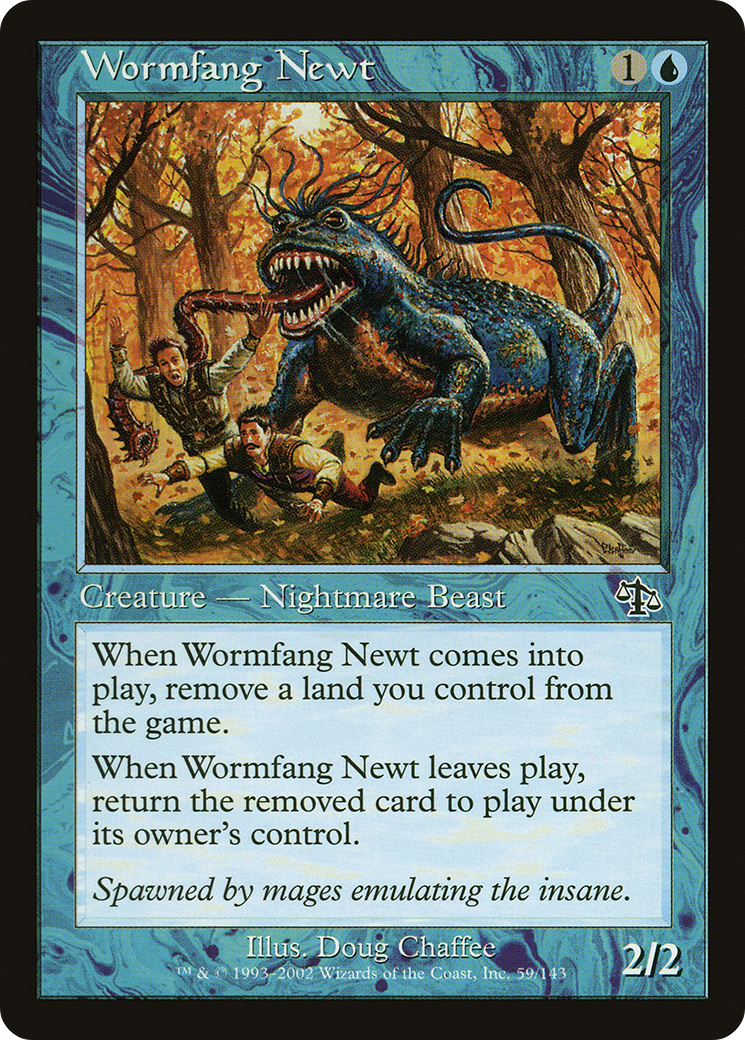 Wormfang Newt 1
Creature — Nightmare Beast
When Wormfang Newt comes into
play, remove a land you control from
the game.
When Wormfang Newt leaves play,
return the removed card to play under
its owner's control.
Spawned by mages emulating the insane.
Illus. Doug Chaffee
™ & © 1993–2002 Wizards of the Coast, Inc. 59/143
2/2